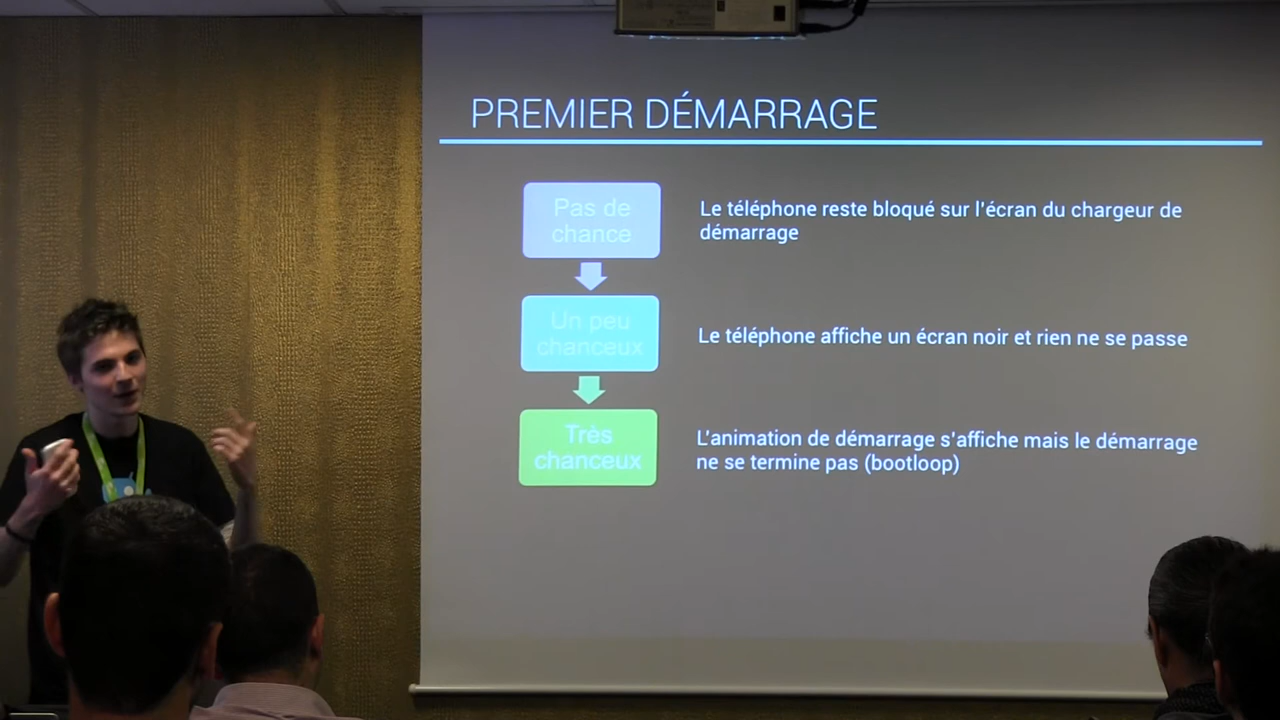 PREMIER DÉMARRAGE
Pas de
chance
Le téléphone reste bloqué sur l'écran du chargeur de
démarrage
Un peu
chanceux
Le téléphone affiche un écran noir et rien ne se passe
Très
chanceux
L'animation de démarrage s'affiche mais le démarrage
ne se termine pas (bootloop)